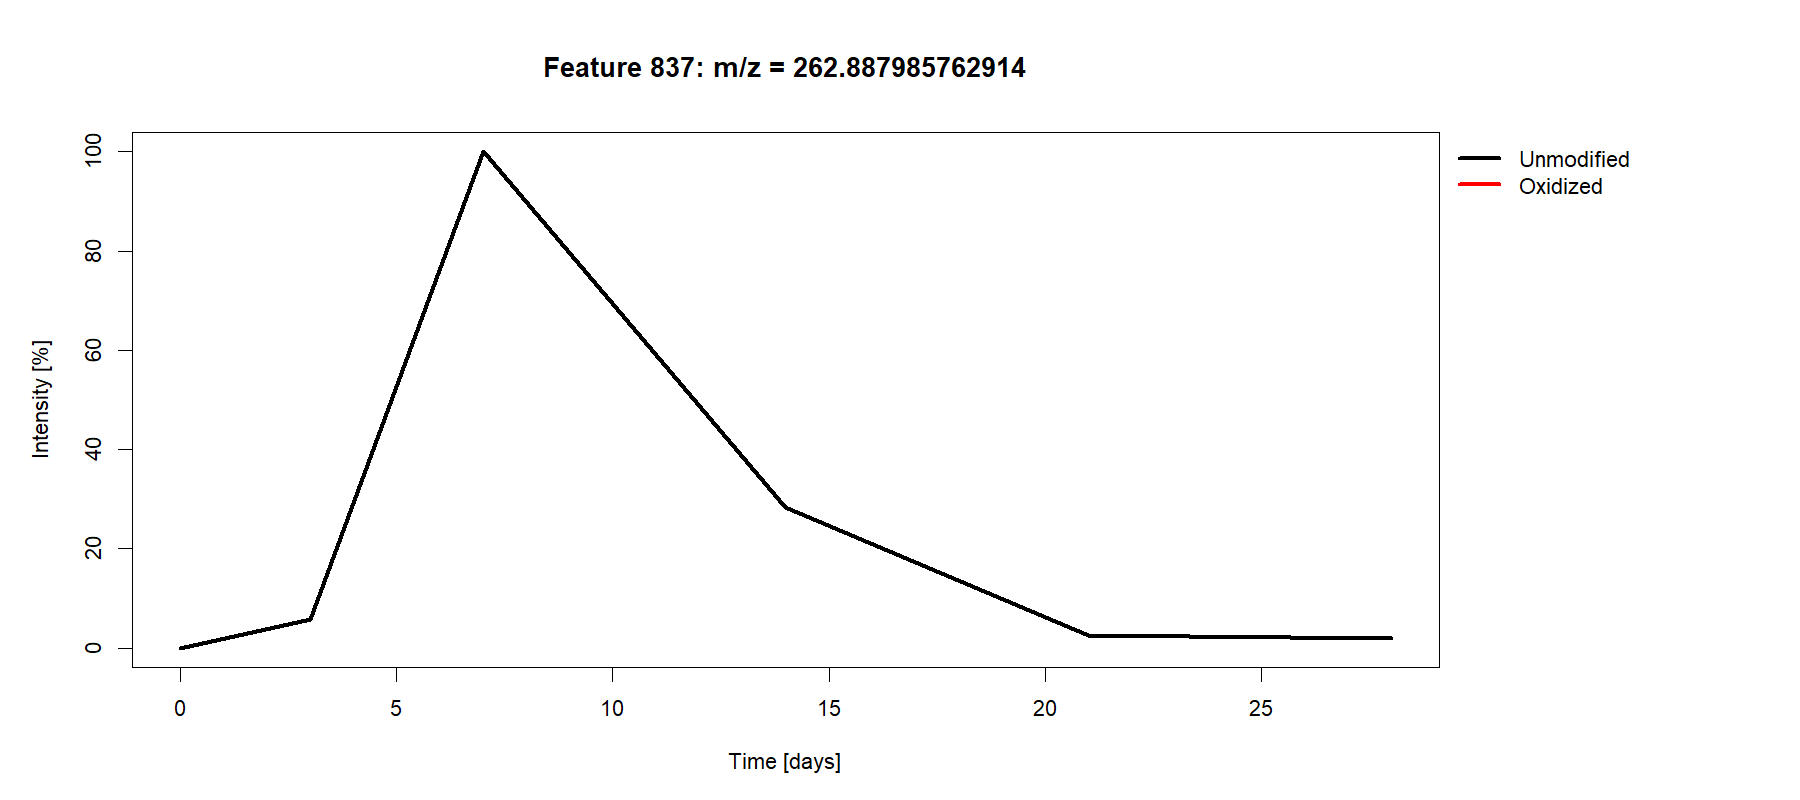 Feature 837: m/z = 262.887985762914
Unmodified
Oxidized
Intensity [%]
100
80
60
40
20
0
0 5 10 15 20 25
Time [days]